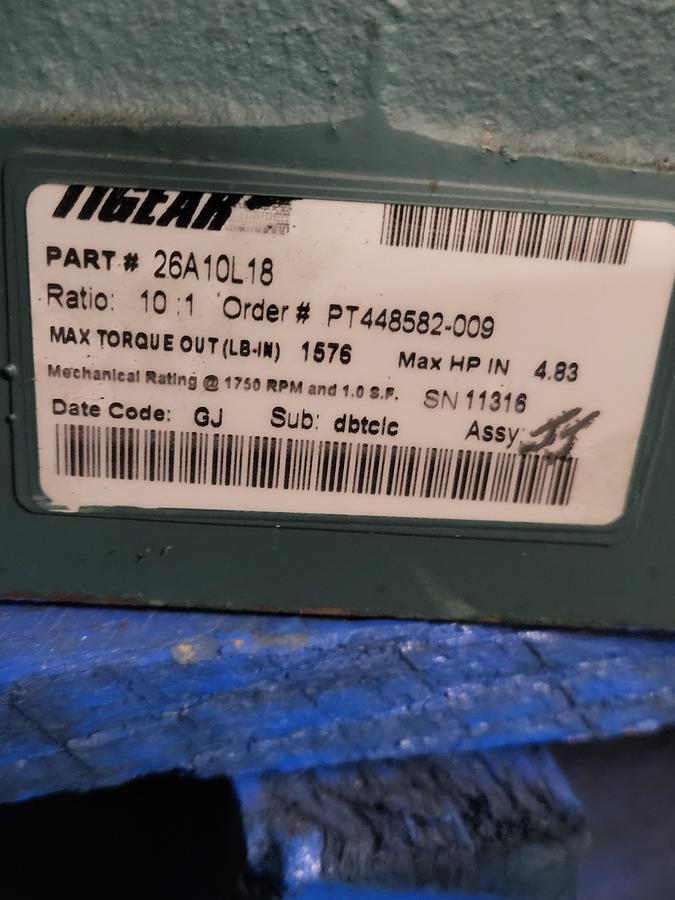 TIGEAR
PART # 26A10L18
Ratio: 10 :1 Order # PT448582-009
MAX TORQUE OUT (LB-IN) 1576 Max HP IN 4.83
Mechanical Rating @ 1750 RPM and 1.0 S.F. SN 11316
Date Code: GJ Sub: dbtclc Assy: